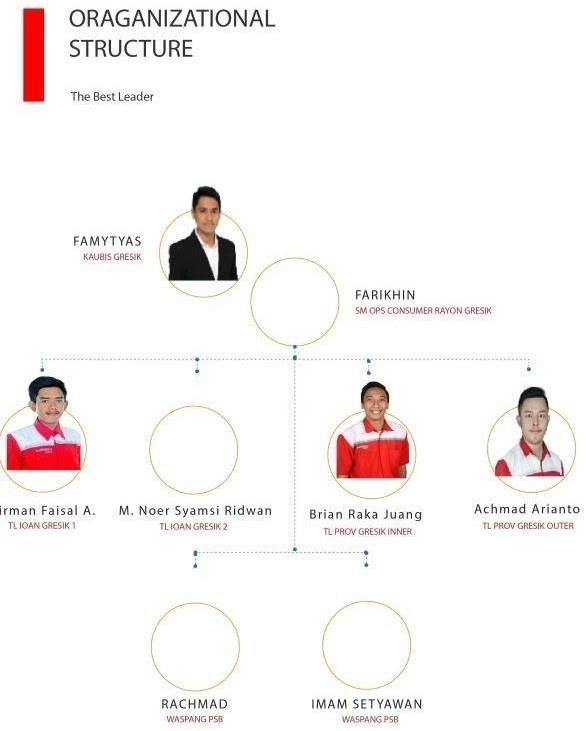 ORAGANIZATIONAL
STRUCTURE
The Best Leader
FAMYTYAS
KAUBIS GRESIK
FARIKHIN
SM OPS CONSUMER RAYON GRESIK
irman Faisal A.
TL IOAN GRESIK 1
M. Noer Syamsi Ridwan
TL IOAN GRESIK 2
Brian Raka Juang
TL PROV GRESIK INNER
Achmad Arianto
TL PROV GRESIK OUTER
RACHMAD
WASPANG PSB
IMAM SETYAWAN
WASPANG PSB